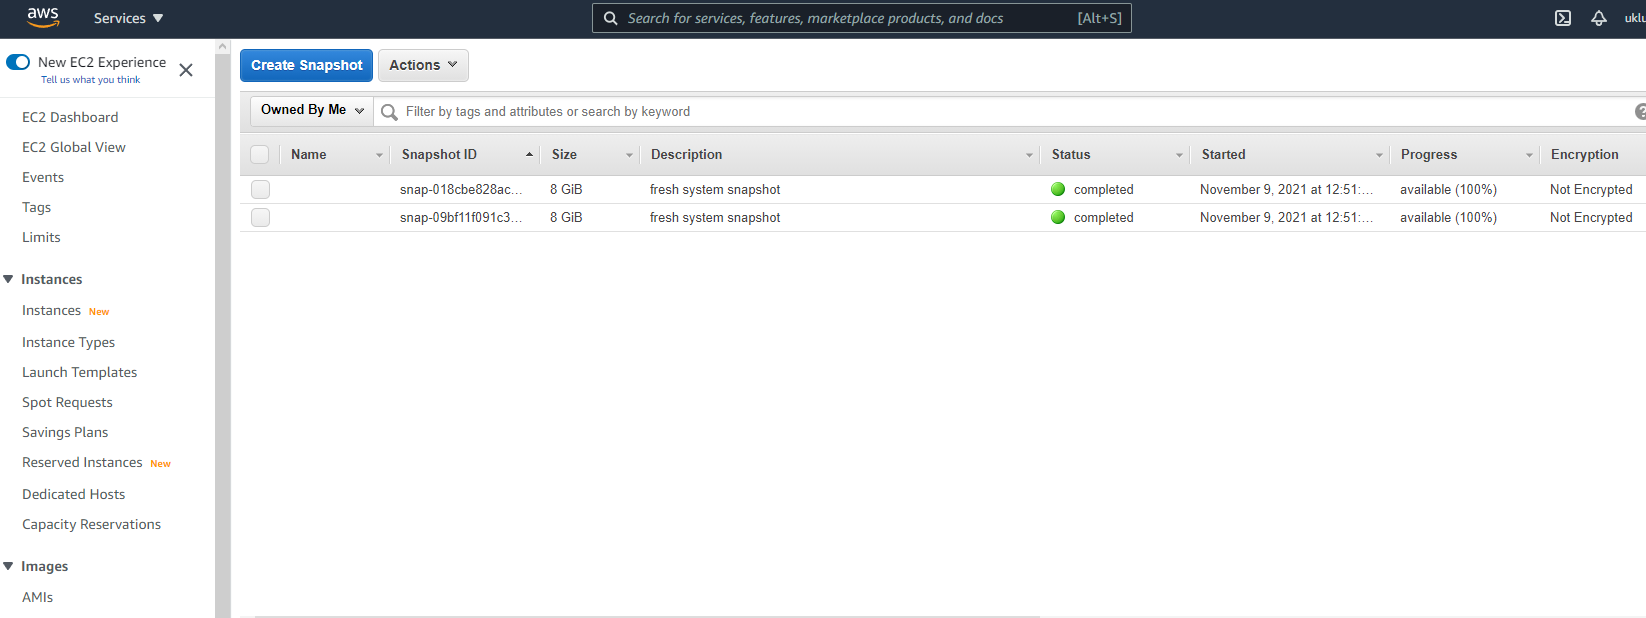 aws
Services
Search for services, features, marketplace products, and docs
[Alt+S]
New EC2 Experience
Tell us what you think
EC2 Dashboard
EC2 Global View
Events
Tags
Limits
Instances
Instances New
Instance Types
Launch Templates
Spot Requests
Savings Plans
Reserved Instances New
Dedicated Hosts
Capacity Reservations
Images
AMIs
Create Snapshot
Actions
Owned By Me
Filter by tags and attributes or search by keyword
Name Snapshot ID Size Description Status Started Progress Encryption
snap-018cbe828ac... 8 GiB fresh system snapshot completed November 9, 2021 at 12:51:... available (100%) Not Encrypted
snap-09bf11f091c3... 8 GiB fresh system snapshot completed November 9, 2021 at 12:51:... available (100%) Not Encrypted